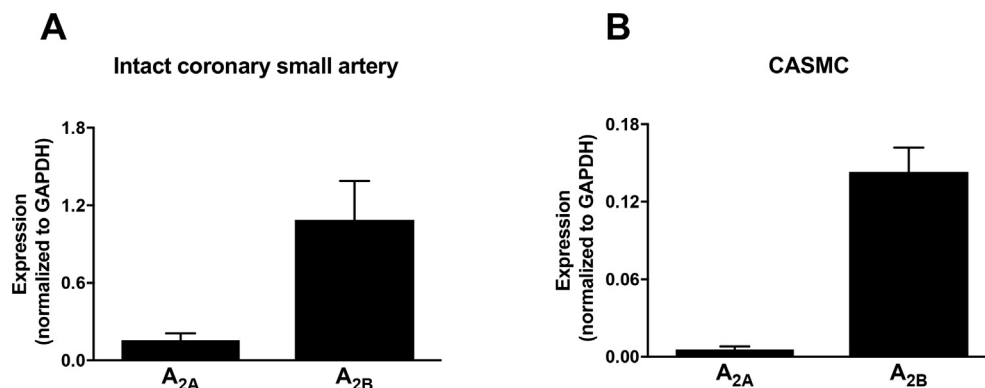 A
Intact coronary small artery
Expression
(normalized to GAPDH)
1.8
1.2
0.6
0.0
A2A
A2B
B
CASMC
Expression
(normalized to GAPDH)
0.18
0.12
0.06
0.00
A2A
A2B